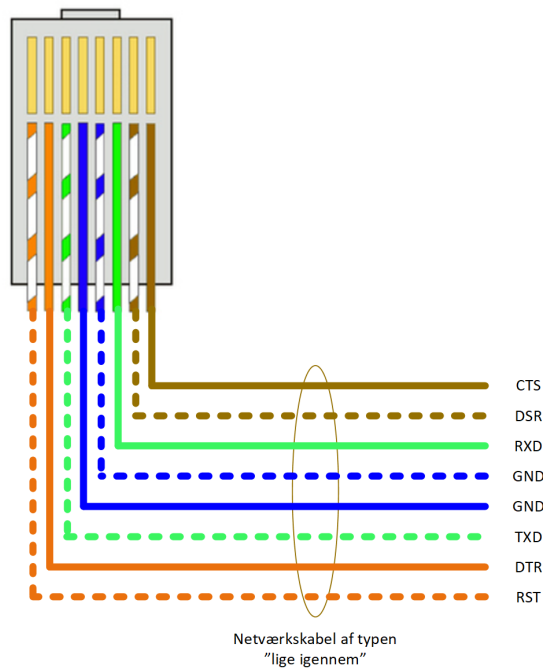 CTS
DSR
RXD
GND
GND
TXD
DTR
RST
Netværkskabel af typen
”lige igennem”